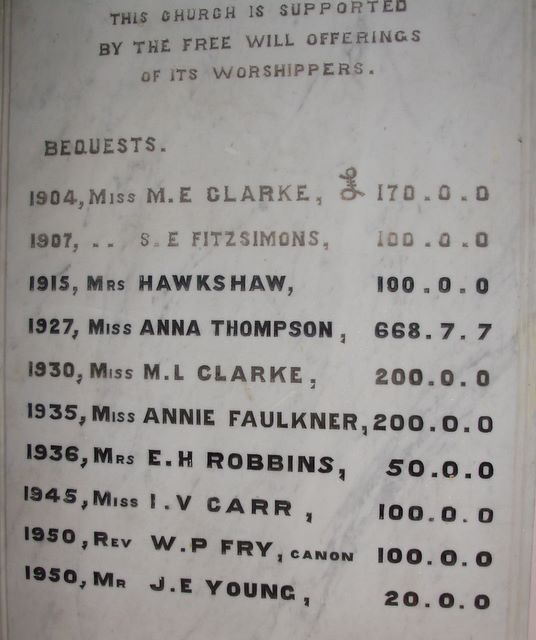 THIS CHURCH IS SUPPORTED
BY THE FREE WILL OFFERINGS
OF ITS WORSHIPPERS.
BEQUESTS.
1904, Miss M.E CLARKE, £ 170.0.0
1907, .. S.E FITZSIMONS, 100.0.0
1915, Mrs HAWKSHAW, 100.0.0
1927, Miss ANNA THOMPSON, 668.7.7
1930, Miss M.L CLARKE, 200.0.0
1935, Miss ANNIE FAULKNER, 200.0.0
1936, Mrs E.H ROBBINS, 50.0.0
1945, Miss I.V CARR, 100.0.0
1950, Rev W.P FRY, CANON 100.0.0
1950, Mr J.E YOUNG, 20.0.0